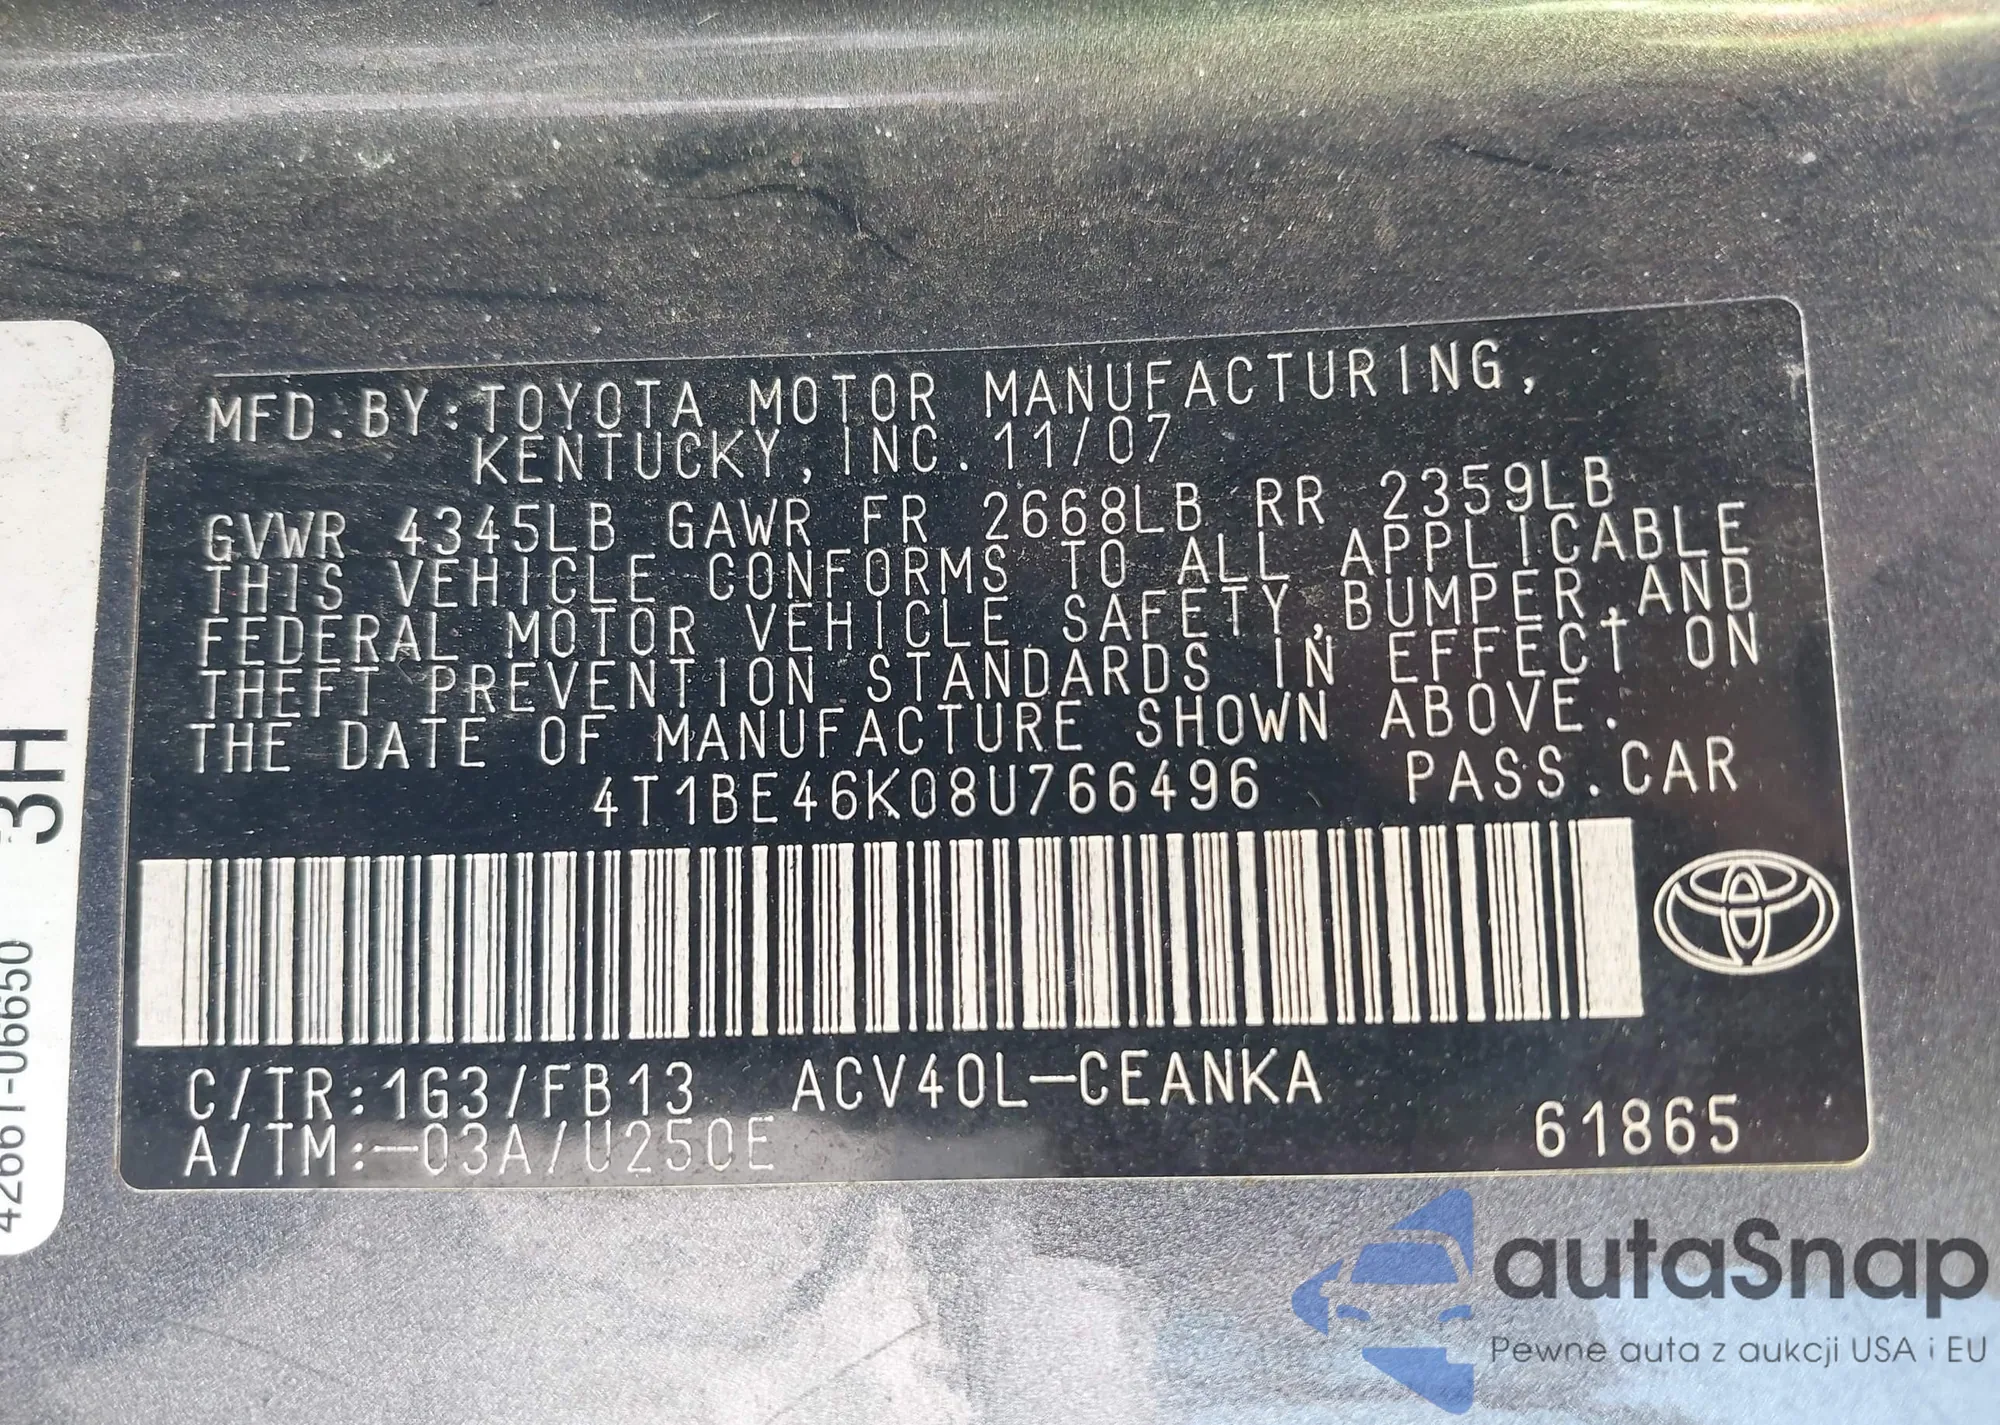 MFD.BY:TOYOTA MOTOR MANUFACTURING,
KENTUCKY, INC. 11/07
GVWR 4345LB GAWR FR 2668LB RR 2359LB
THIS VEHICLE CONFORMS TO ALL APPLICABLE
FEDERAL MOTOR VEHICLE SAFETY, BUMPER, AND
THEFT PREVENTION STANDARDS IN EFFECT ON
THE DATE OF MANUFACTURE SHOWN ABOVE.
4T1BE46K08U766496 PASS.CAR
C/TR:1G3/FB13 ACV40L-CEANKA
A/TM:-03A/U250E 61865
3H
42661-06650
autaSnap
Pewne auta z aukcji USA i EU